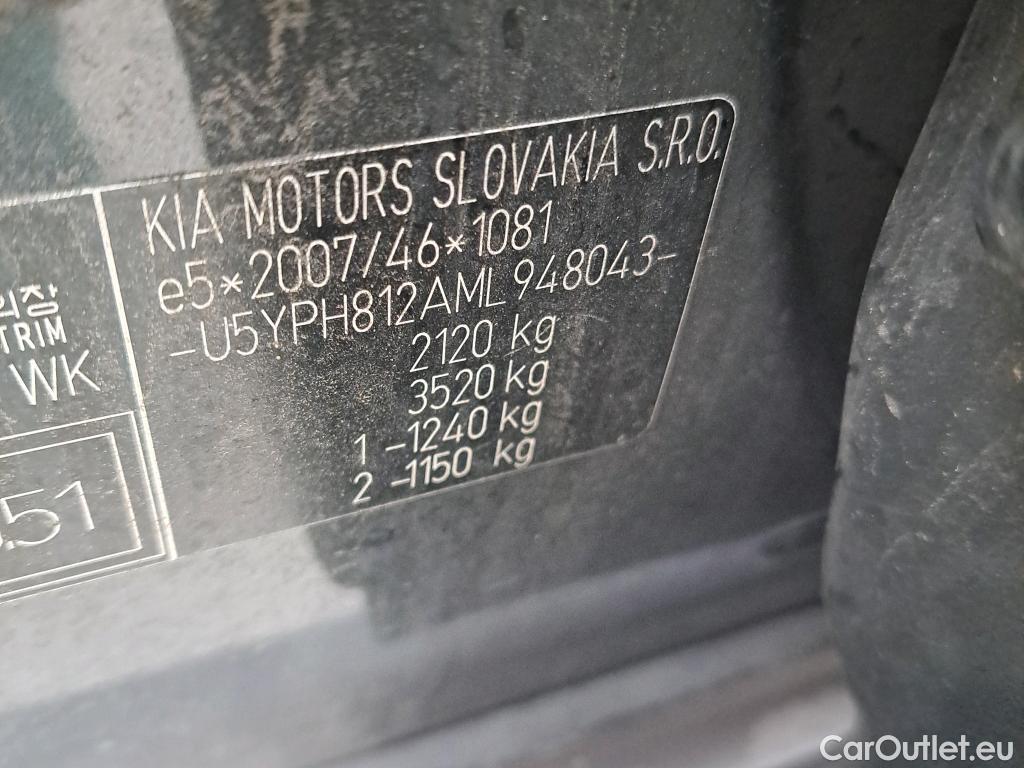 KIA MOTORS SLOVAKIA S.R.O.
e5*2007/46*1081
-U5YPH812AML948043-
2120 kg
3520 kg
1 -1240 kg
2 -1150 kg
TRIM
WK
.51
CarOutlet.eu